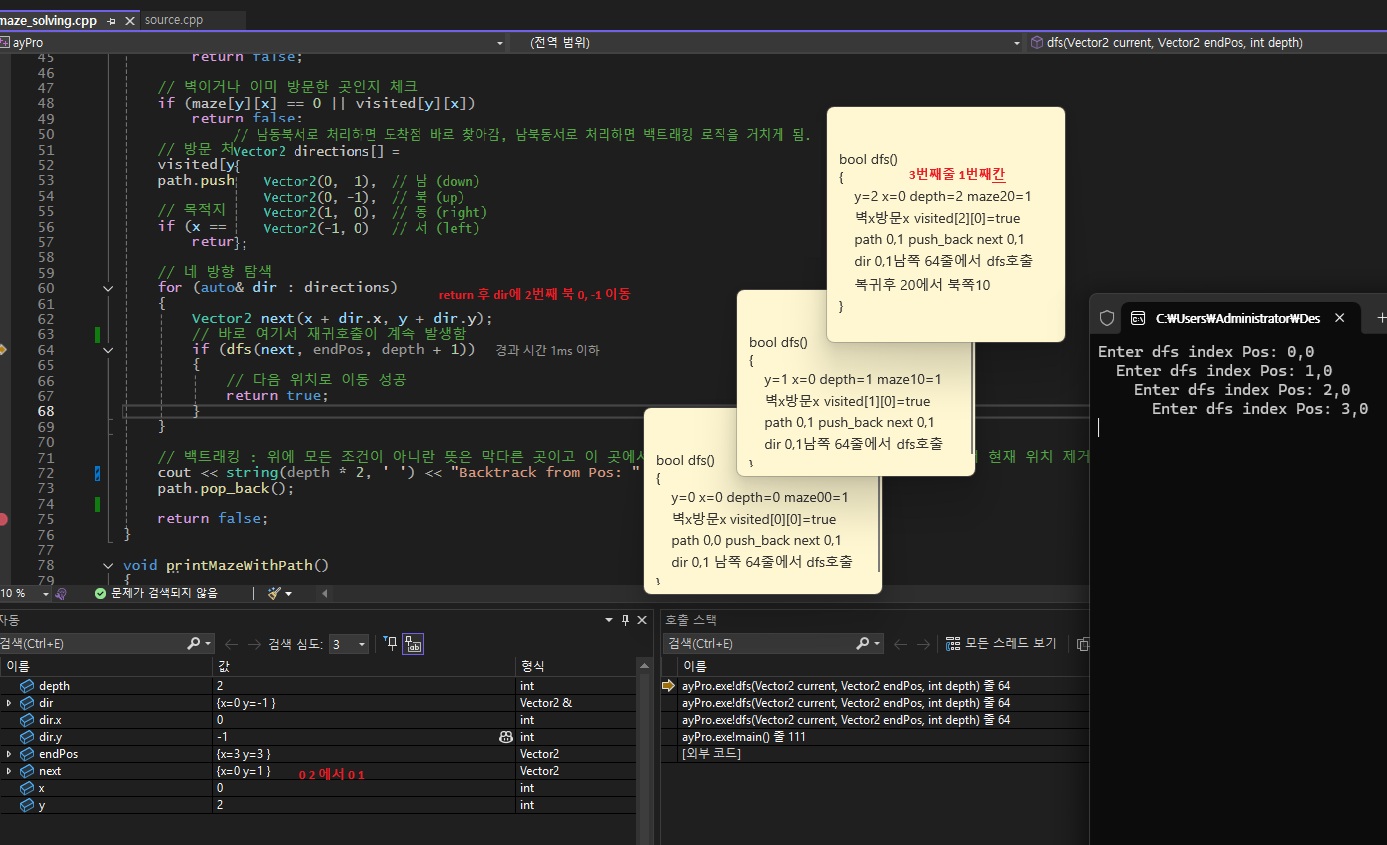 maze_solving.cpp
source.cpp
ayPro
(전역 범위)
dfs(Vector2 current, Vector2 endPos, int depth)
45 return false;
46
47 // 벽이거나 이미 방문한 곳인지 체크
48 if (maze[y][x] == 0 || visited[y][x])
49 return false;
50 // 남동북서로 처리하면 도착점 바로 찾아감, 남북동서로 처리하면 백트래킹 로직을 거치게 됨.
51 // 방문 처 Vector2 directions[] =
52 visited[y {
53 path.push Vector2(0, 1), // 남 (down)
54 Vector2(0, -1), // 북 (up)
55 // 목적지 Vector2(1, 0), // 동 (right)
56 if (x == Vector2(-1, 0) // 서 (left)
57 retur };
58
59 // 네 방향 탐색
60 for (auto& dir : directions)
return 후 dir에 2번째 북 0, -1 이동
61 {
62 Vector2 next(x + dir.x, y + dir.y);
63 // 바로 여기서 재귀호출이 계속 발생함
64 if (dfs(next, endPos, depth + 1)) 경과 시간 1ms 이하
65 {
66 // 다음 위치로 이동 성공
67 return true;
68 }
69 }
70
71 // 백트래킹 : 위에 모든 조건이 아니란 뜻은 막다른 곳이고 이 곳에서 현재 위치 제거
72 cout << string(depth * 2, ' ') << "Backtrack from Pos: "
73 path.pop_back();
74
75 return false;
76 }
77
78 void printMazeWithPath()
79 {
bool dfs()
{
3번째줄 1번째칸
y=2 x=0 depth=2 maze20=1
벽x방문x visited[2][0]=true
path 0,1 push_back next 0,1
dir 0,1남쪽 64줄에서 dfs호출
복귀후 20에서 북쪽10
}
bool dfs()
{
y=1 x=0 depth=1 maze10=1
벽x방문x visited[1][0]=true
path 0,1 push_back next 0,1
dir 0,1남쪽 64줄에서 dfs호출
}
bool dfs()
{
y=0 x=0 depth=0 maze00=1
벽x방문x visited[0][0]=true
path 0,0 push_back next 0,1
dir 0,1 남쪽 64줄에서 dfs호출
}
C:₩Users₩Administrator₩Des
Enter dfs index Pos: 0,0
Enter dfs index Pos: 1,0
Enter dfs index Pos: 2,0
Enter dfs index Pos: 3,0
10 %
문제가 검색되지 않음
자동
검색(Ctrl+E)
검색 심도: 3
이름 값 형식
depth 2 int
dir {x=0 y=-1 } Vector2 &
dir.x 0 int
dir.y -1 int
endPos {x=3 y=3 } Vector2
next {x=0 y=1 } 0 2 에서 0 1 Vector2
x 0 int
y 2 int
호출 스택
검색(Ctrl+E)
모든 스레드 보기
이름
ayPro.exe!dfs(Vector2 current, Vector2 endPos, int depth) 줄 64
ayPro.exe!dfs(Vector2 current, Vector2 endPos, int depth) 줄 64
ayPro.exe!dfs(Vector2 current, Vector2 endPos, int depth) 줄 64
ayPro.exe!main() 줄 111
[외부 코드]